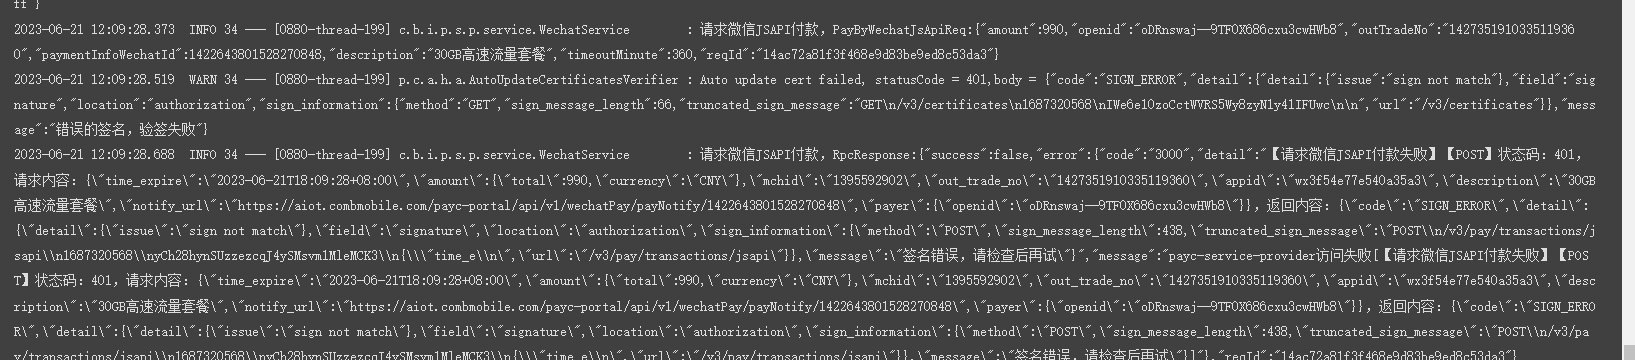 ff }
2023-06-21 12:09:28.373  INFO 34 --- [0880-thread-199] c.b.i.p.s.p.service.WechatService       : 请求微信JSAPI付款，PayByWechatJsApiReq:{"amount":990,"openid":"oDRnswaj--9TFOX686cxu3cwHWb8","outTradeNo":"142735191033511936
0","paymentInfoWechatId":1422643801528270848,"description":"30GB高速流量套餐","timeoutMinute":360,"reqId":"14ac72a81f3f468e9d83be9ed8c53da3"}
2023-06-21 12:09:28.519  WARN 34 --- [0880-thread-199] p.c.a.h.a.AutoUpdateCertificatesVerifier : Auto update cert failed, statusCode = 401,body = {"code":"SIGN_ERROR","detail":{"detail":{"issue":"sign not match"},"field":"sig
nature","location":"authorization","sign_information":{"method":"GET","sign_message_length":66,"truncated_sign_message":"GET\n/v3/certificates\n1687320568\nIWe6e1OzoCctWVRS5Wy8zyN1y41IFUwc\n\n","url":"/v3/certificates"}},"mess
age":"错误的签名，验签失败"}
2023-06-21 12:09:28.688  INFO 34 --- [0880-thread-199] c.b.i.p.s.p.service.WechatService       : 请求微信JSAPI付款，RpcResponse:{"success":false,"error":{"code":"3000","detail":"【请求微信JSAPI付款失败】【POST】状态码：401，
请求内容：{\"time_expire\":\"2023-06-21T18:09:28+08:00\",\"amount\":{\"total\":990,\"currency\":\"CNY\"},\"mchid\":\"1395592902\",\"out_trade_no\":\"1427351910335119360\",\"appid\":\"wx3f54e77e540a35a3\",\"description\":\"30GB
高速流量套餐\",\"notify_url\":\"https://aiot.combmobile.com/payc-portal/api/v1/wechatPay/payNotify/1422643801528270848\",\"payer\":{\"openid\":\"oDRnswaj--9TFOX686cxu3cwHWb8\"}}，返回内容：{\"code\":\"SIGN_ERROR\",\"detail\":
{\"detail\":{\"issue\":\"sign not match\"},\"field\":\"signature\",\"location\":\"authorization\",\"sign_information\":{\"method\":\"POST\",\"sign_message_length\":438,\"truncated_sign_message\":\"POST\\n/v3/pay/transactions/j
sapi\\n1687320568\\nyCh28hynSUzzezcqJ4ySMsvm1MleMCK3\\n{\\\"time_e\\n\",\"url\":\"/v3/pay/transactions/jsapi\"}},\"message\":\"签名错误，请检查后再试\"}","message":"payc-service-provider访问失败[【请求微信JSAPI付款失败】【POS
T】状态码：401，请求内容：{\"time_expire\":\"2023-06-21T18:09:28+08:00\",\"amount\":{\"total\":990,\"currency\":\"CNY\"},\"mchid\":\"1395592902\",\"out_trade_no\":\"1427351910335119360\",\"appid\":\"wx3f54e77e540a35a3\",\"desc
ription\":\"30GB高速流量套餐\",\"notify_url\":\"https://aiot.combmobile.com/payc-portal/api/v1/wechatPay/payNotify/1422643801528270848\",\"payer\":{\"openid\":\"oDRnswaj--9TFOX686cxu3cwHWb8\"}}，返回内容：{\"code\":\"SIGN_ERRO
R\",\"detail\":{\"detail\":{\"issue\":\"sign not match\"},\"field\":\"signature\",\"location\":\"authorization\",\"sign_information\":{\"method\":\"POST\",\"sign_message_length\":438,\"truncated_sign_message\":\"POST\\n/v3/pa
y/transactions/jsapi\\n1687320568\\nyCh28hynSUzzezcqJ4ySMsvm1MleMCK3\\n{\\\"time_e\\n\",\"url\":\"/v3/pay/transactions/jsapi\"}},\"message\":\"签名错误，请检查后再试\"}]"},"reqId":"14ac72a81f3f468e9d83be9ed8c53da3"}